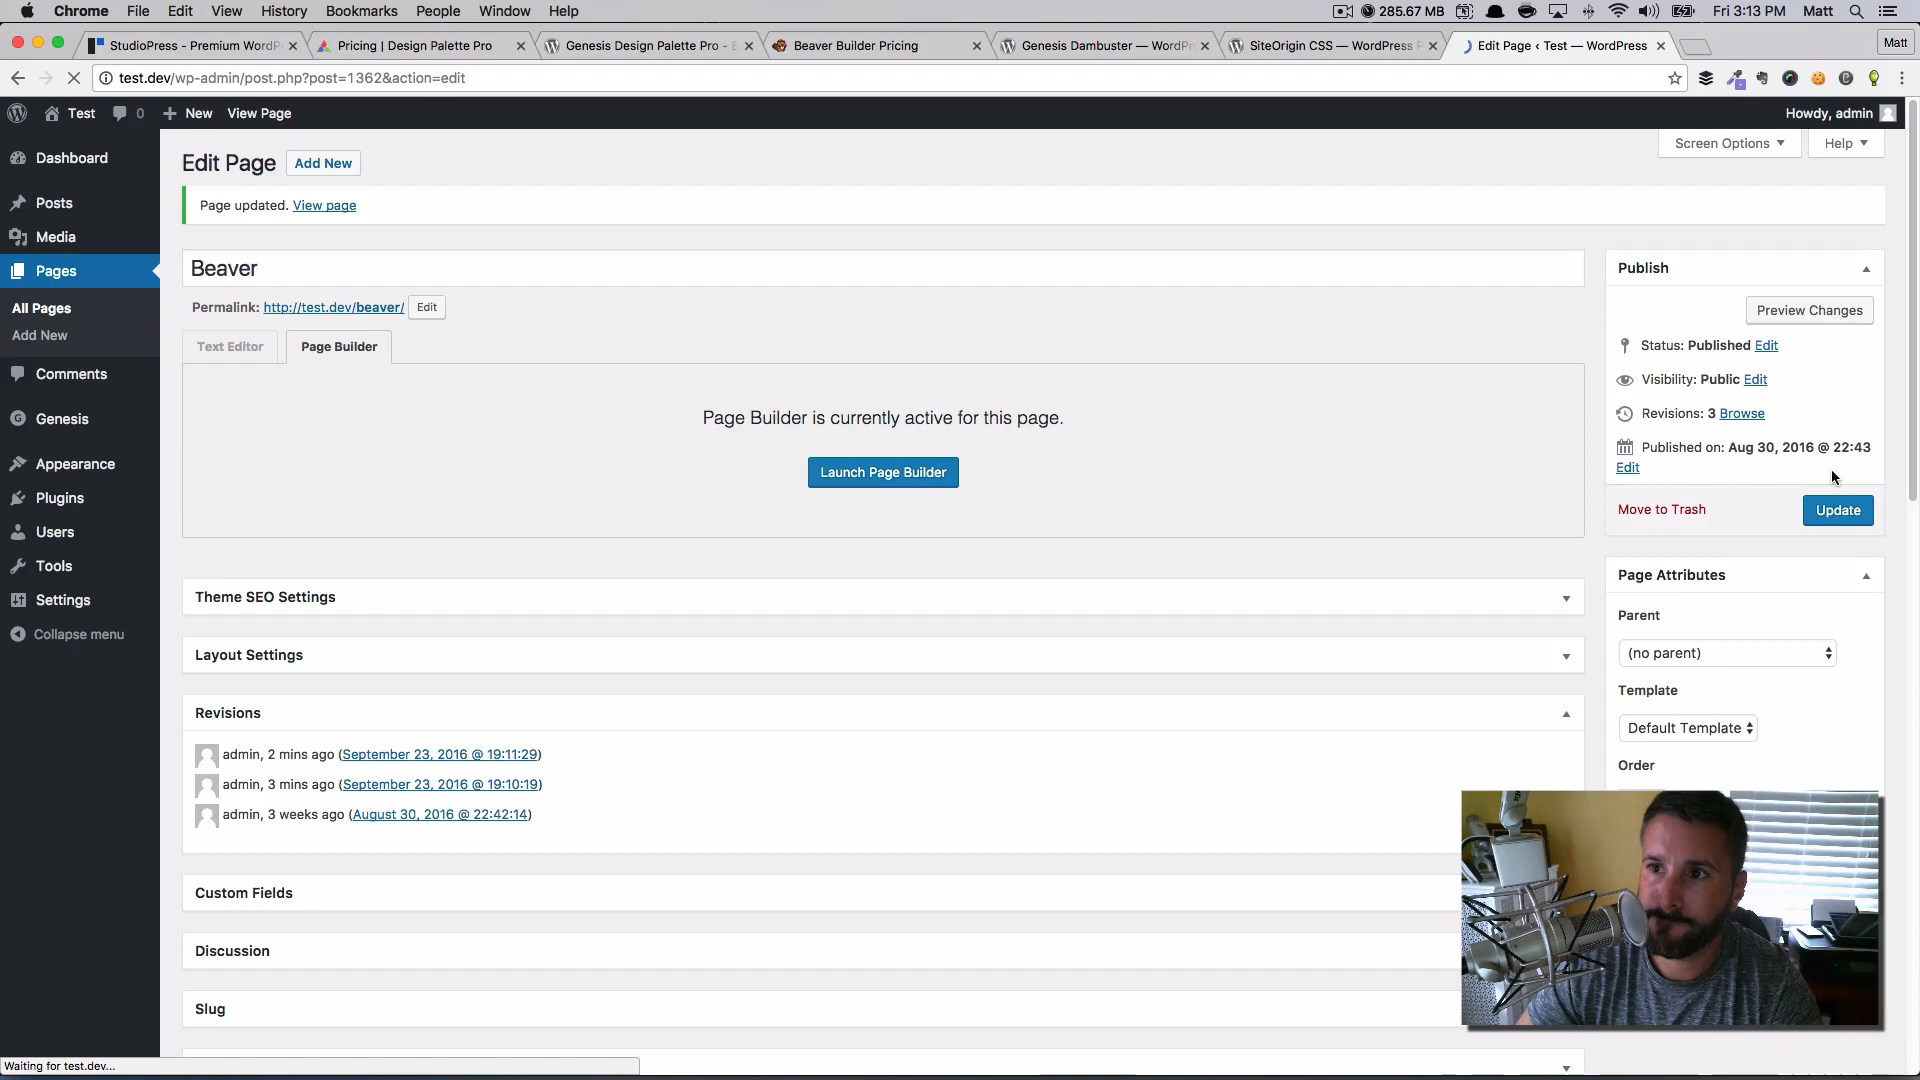 Chrome File Edit View History Bookmarks People Window Help 285.67 MB Fri 3:13 PM Matt
StudioPress - Premium WordP Pricing | Design Palette Pro Genesis Design Palette Pro - E Beaver Builder Pricing Genesis Dambuster — WordPr SiteOrigin CSS — WordPress P Edit Page ‹ Test — WordPress Matt
test.dev/wp-admin/post.php?post=1362&action=edit
Test 0 New View Page Howdy, admin
Screen Options Help
Dashboard
Posts
Media
Pages
All Pages
Add New
Comments
Genesis
Appearance
Plugins
Users
Tools
Settings
Collapse menu
Edit Page Add New
Page updated. View page
Beaver
Permalink: http://test.dev/beaver/ Edit
Text Editor Page Builder
Page Builder is currently active for this page.
Launch Page Builder
Theme SEO Settings
Layout Settings
Revisions
admin, 2 mins ago (September 23, 2016 @ 19:11:29)
admin, 3 mins ago (September 23, 2016 @ 19:10:19)
admin, 3 weeks ago (August 30, 2016 @ 22:42:14)
Custom Fields
Discussion
Slug
Publish
Preview Changes
Status: Published Edit
Visibility: Public Edit
Revisions: 3 Browse
Published on: Aug 30, 2016 @ 22:43
Edit
Move to Trash Update
Page Attributes
Parent
(no parent)
Template
Default Template
Order
Waiting for test.dev...